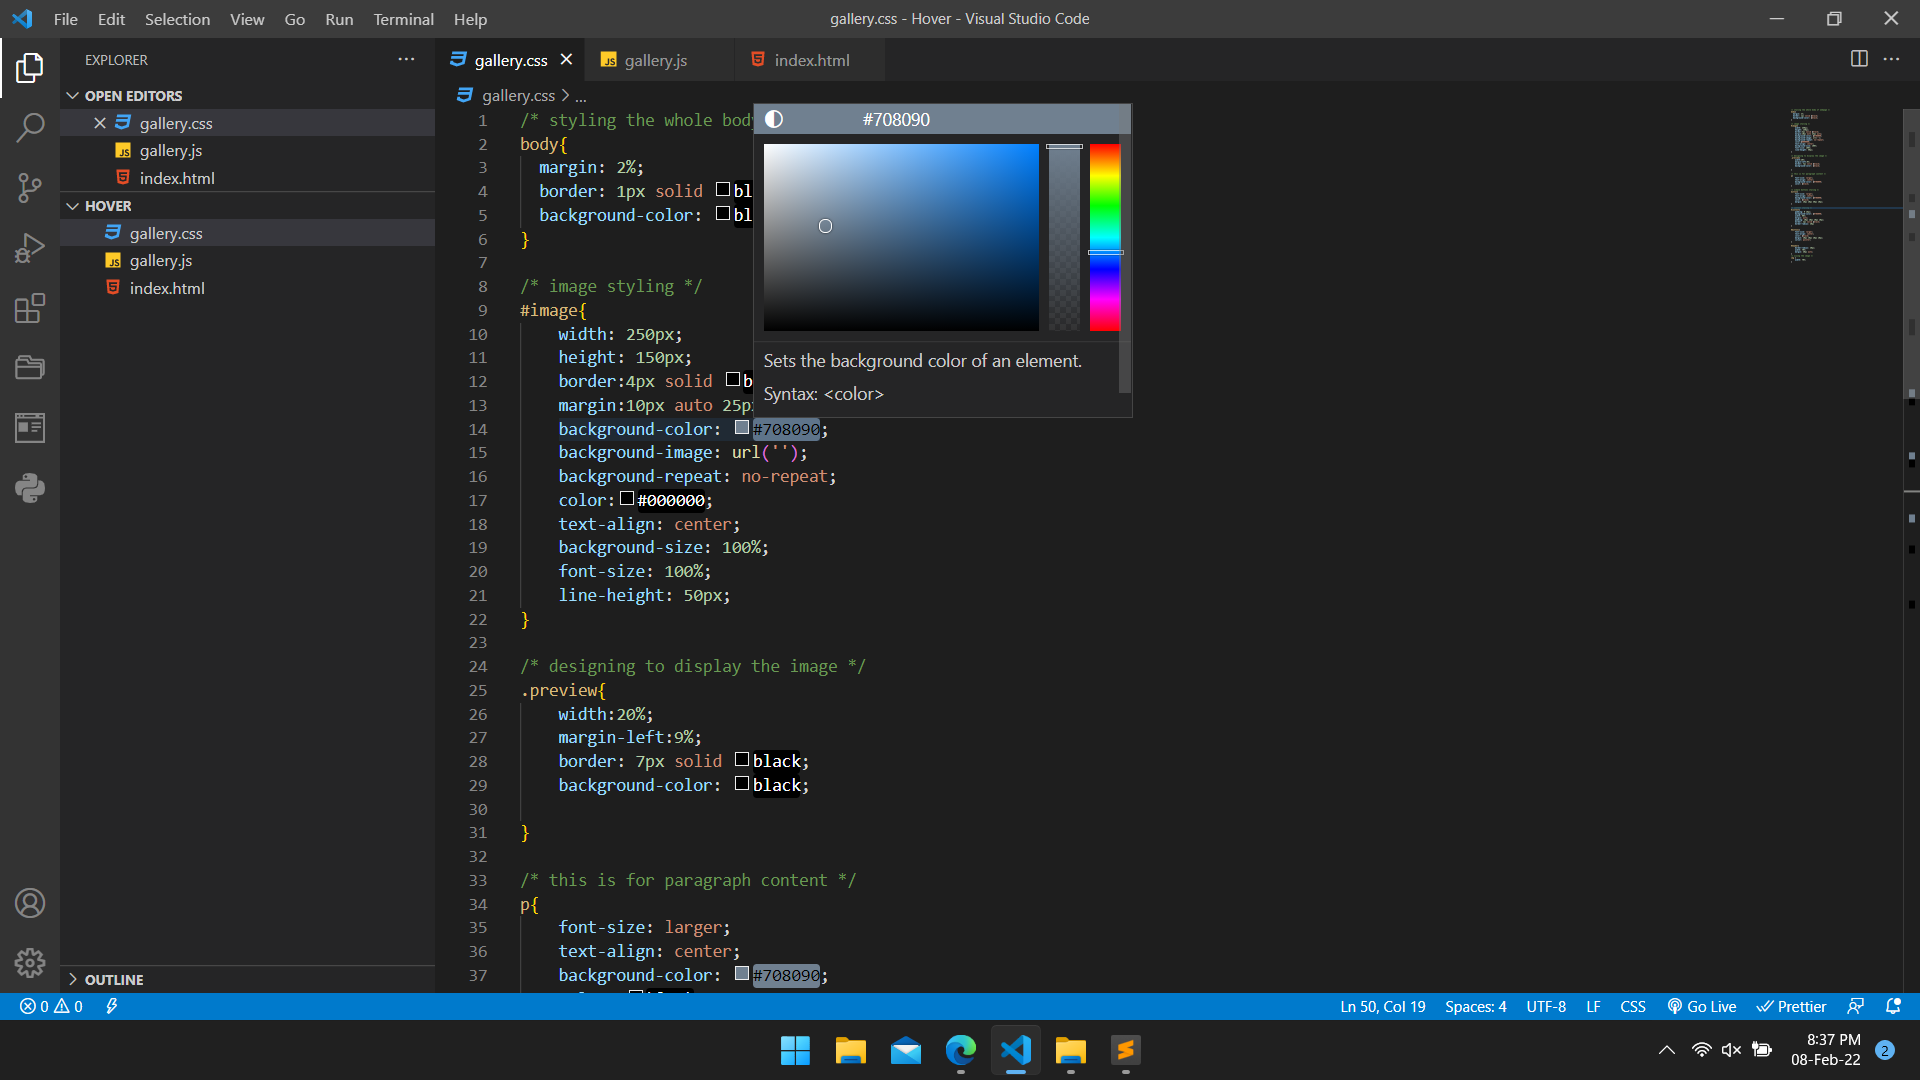 File Edit Selection View Go Run Terminal Help
gallery.css - Hover - Visual Studio Code
EXPLORER
OPEN EDITORS
gallery.css
gallery.js
index.html
HOVER
gallery.css
gallery.js
index.html
OUTLINE
gallery.css
gallery.js
index.html
gallery.css > ...
1 /* styling the whole bod
2 body{
3 margin: 2%;
4 border: 1px solid bl
5 background-color: bl
6 }
7
8 /* image styling */
9 #image{
10 width: 250px;
11 height: 150px;
12 border:4px solid b
13 margin:10px auto 25p
14 background-color: #708090;
15 background-image: url('');
16 background-repeat: no-repeat;
17 color: #000000;
18 text-align: center;
19 background-size: 100%;
20 font-size: 100%;
21 line-height: 50px;
22 }
23
24 /* designing to display the image */
25 .preview{
26 width:20%;
27 margin-left:9%;
28 border: 7px solid black;
29 background-color: black;
30
31 }
32
33 /* this is for paragraph content */
34 p{
35 font-size: larger;
36 text-align: center;
37 background-color: #708090;
#708090
Sets the background color of an element.
Syntax: <color>
0 0
Ln 50, Col 19 Spaces: 4 UTF-8 LF CSS Go Live Prettier
8:37 PM
08-Feb-22
2